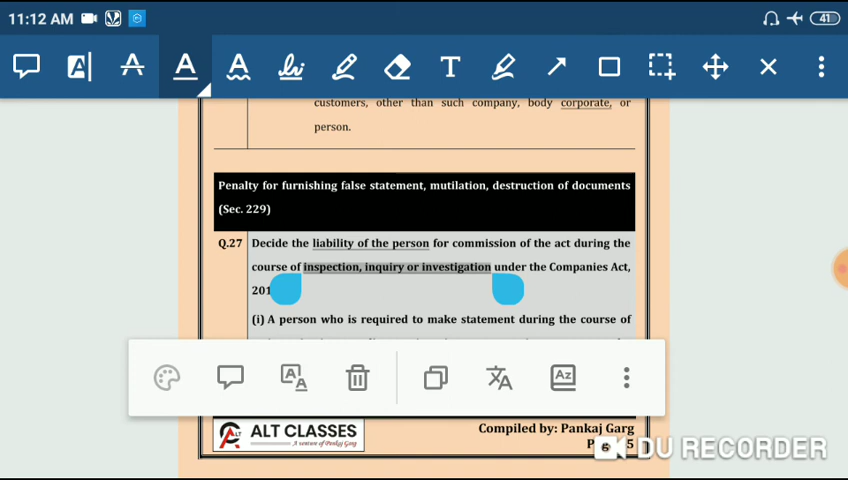 11:12 AM
41
customers, other than such company, body corporate, or
person.
Penalty for furnishing false statement, mutilation, destruction of documents
(Sec. 229)
Q.27 Decide the liability of the person for commission of the act during the
course of inspection, inquiry or investigation under the Companies Act,
201
(i) A person who is required to make statement during the course of
ALT CLASSES
A venture of Pankaj Garg
Compiled by: Pankaj Garg
DU RECORDER